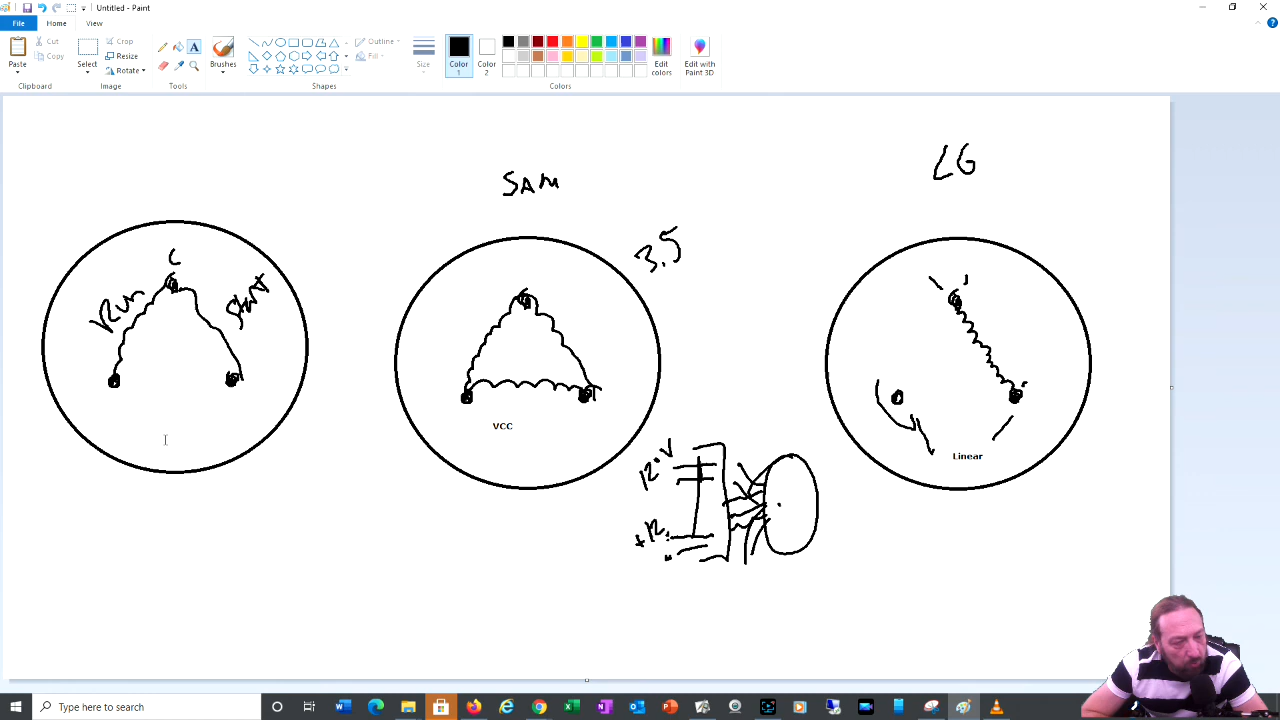 Untitled - Paint
File
Home
View
Paste
Cut
Copy
Clipboard
Select
Crop
Resize
Rotate
Image
A
Tools
Brushes
Shapes
Outline
Fill
Size
Color
1
Color
2
Colors
Edit
colors
Edit with
Paint 3D
SAM
LG
C
Run
Start
3.5
VCC
120V
+12
Linear
Type here to search